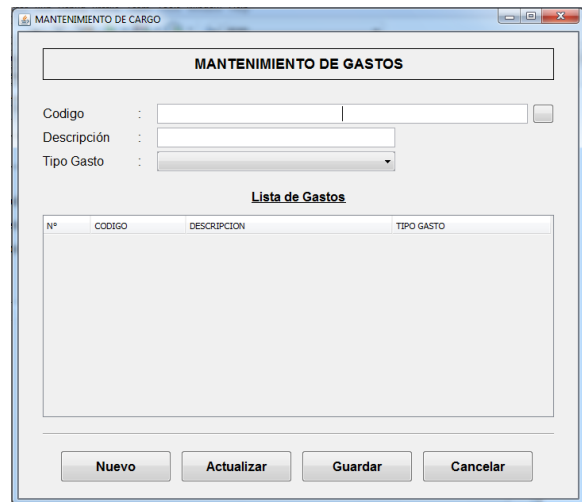 MANTENIMIENTO DE CARGO
MANTENIMIENTO DE GASTOS
Codigo :
Descripción :
Tipo Gasto :
Lista de Gastos
N° CODIGO DESCRIPCION TIPO GASTO
Nuevo Actualizar Guardar Cancelar